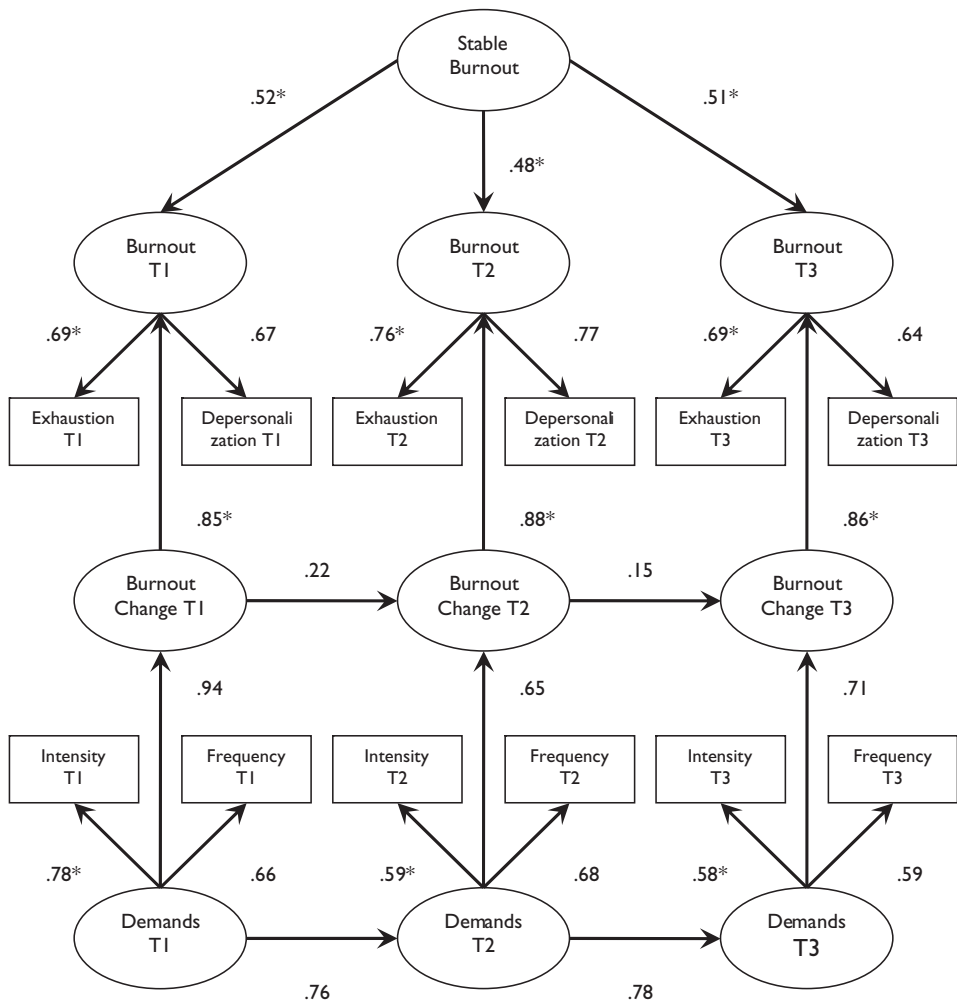 Stable
Burnout
.52*
.51*
.48*
Burnout
T1
Burnout
T2
Burnout
T3
.69*
.67
.76*
.77
.69*
.64
Exhaustion
T1
Depersonali
zation T1
Exhaustion
T2
Depersonali
zation T2
Exhaustion
T3
Depersonali
zation T3
.85*
.88*
.86*
Burnout
Change T1
.22
Burnout
Change T2
.15
Burnout
Change T3
.94
.65
.71
Intensity
T1
Frequency
T1
Intensity
T2
Frequency
T2
Intensity
T3
Frequency
T3
.78*
.66
.59*
.68
.58*
.59
Demands
T1
Demands
T2
Demands
T3
.76
.78